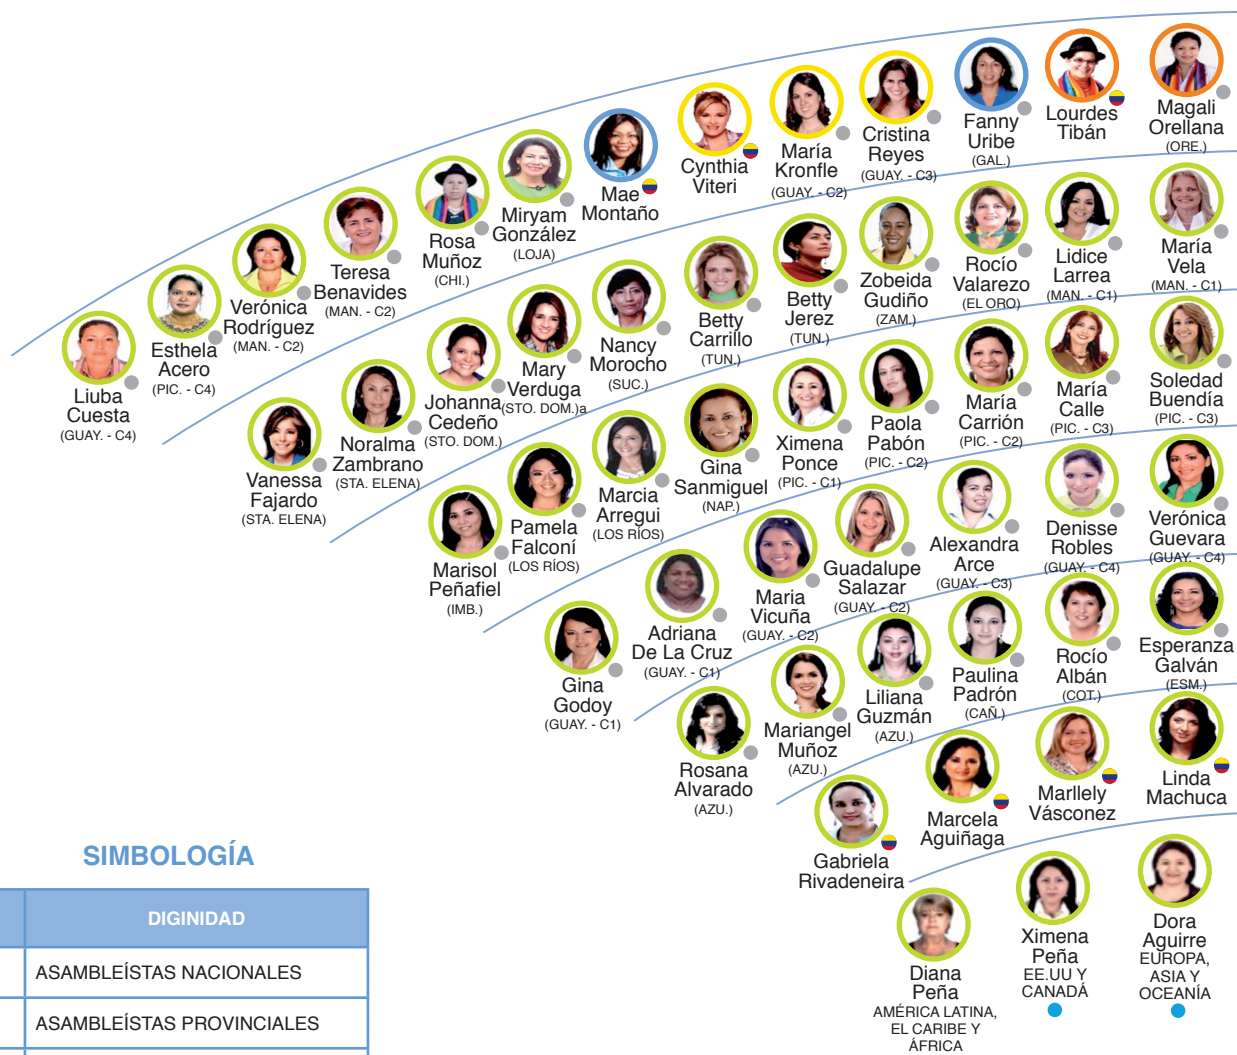 Liuba
Cuesta
(GUAY. - C4)
Esthela
Acero
(PIC. - C4)
Verónica
Rodríguez
(MAN. - C2)
Teresa
Benavides
(MAN. - C2)
Rosa
Muñoz
(CHI.)
Miryam
González
(LOJA)
Mae
Montaño
Cynthia
Viteri
María
Kronfle
(GUAY. - C2)
Cristina
Reyes
(GUAY. - C3)
Fanny
Uribe
(GAL.)
Lourdes
Tibán
Magali
Orellana
(ORE.)
Vanessa
Fajardo
(STA. ELENA)
Noralma
Zambrano
(STA. ELENA)
Johanna
Cedeño
(STO. DOM.)
Mary
Verduga
(STO. DOM.)a
Nancy
Morocho
(SUC.)
Betty
Carrillo
(TUN.)
Betty
Jerez
(TUN.)
Zobeida
Gudiño
(ZAM.)
Rocío
Valarezo
(EL ORO)
Lidice
Larrea
(MAN. - C1)
María
Vela
(MAN. - C1)
Marisol
Peñafiel
(IMB.)
Pamela
Falconí
(LOS RÍOS)
Marcia
Arregui
(LOS RÍOS)
Gina
Sanmiguel
(NAP.)
Ximena
Ponce
(PIC. - C1)
Paola
Pabón
(PIC. - C2)
María
Carrión
(PIC. - C2)
María
Calle
(PIC. - C3)
Soledad
Buendía
(PIC. - C3)
Gina
Godoy
(GUAY. - C1)
Adriana
De La Cruz
(GUAY. - C1)
Maria
Vicuña
(GUAY. - C2)
Guadalupe
Salazar
(GUAY. - C2)
Alexandra
Arce
(GUAY. - C3)
Denisse
Robles
(GUAY. - C4)
Verónica
Guevara
(GUAY. - C4)
Rosana
Alvarado
(AZU.)
Mariangel
Muñoz
(AZU.)
Liliana
Guzmán
(AZU.)
Paulina
Padrón
(CAÑ.)
Rocío
Albán
(COT.)
Esperanza
Galván
(ESM.)
Gabriela
Rivadeneira
Marcela
Aguiñaga
Marllely
Vásconez
Linda
Machuca
Diana
Peña
AMÉRICA LATINA,
EL CARIBE Y
ÁFRICA
Ximena
Peña
EE.UU Y
CANADÁ
Dora
Aguirre
EUROPA,
ASIA Y
OCEANÍA
SIMBOLOGÍA
DIGINIDAD
ASAMBLEÍSTAS NACIONALES
ASAMBLEÍSTAS PROVINCIALES